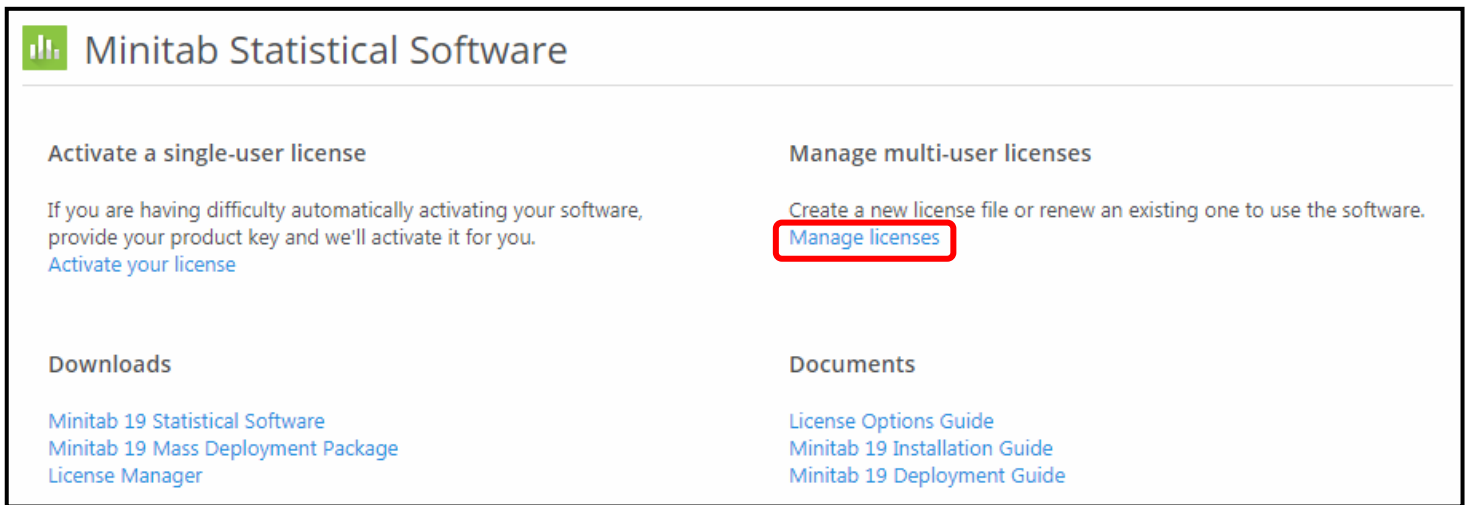 Minitab Statistical Software
Activate a single-user license
If you are having difficulty automatically activating your software,
provide your product key and we'll activate it for you.
Activate your license
Manage multi-user licenses
Create a new license file or renew an existing one to use the software.
Manage licenses
Downloads
Minitab 19 Statistical Software
Minitab 19 Mass Deployment Package
License Manager
Documents
License Options Guide
Minitab 19 Installation Guide
Minitab 19 Deployment Guide